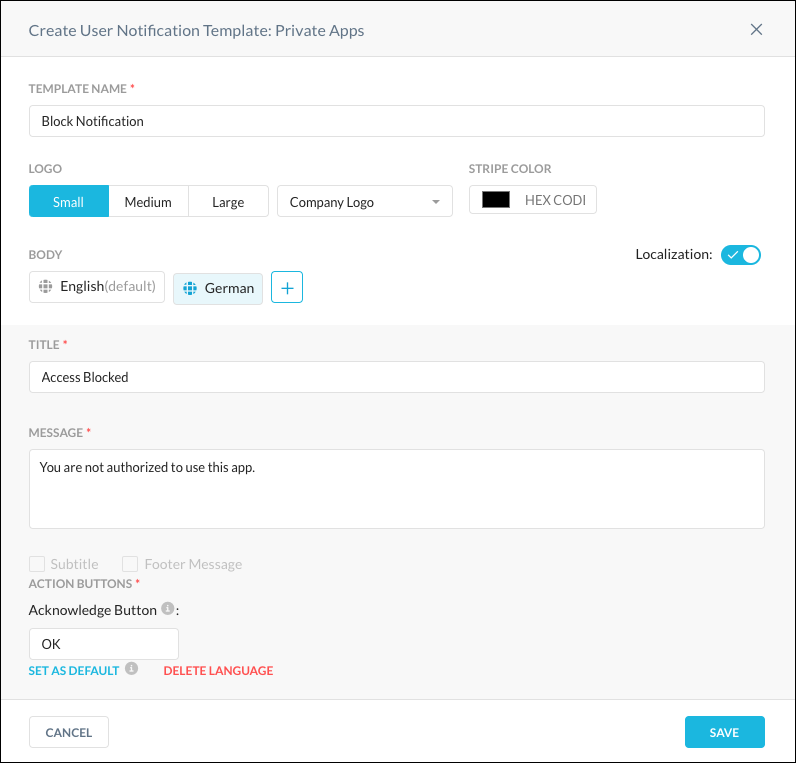 Create User Notification Template: Private Apps
TEMPLATE NAME *
Block Notification
LOGO
STRIPE COLOR
Small Medium Large Company Logo HEX CODI
BODY
Localization:
English(default) German +
TITLE *
Access Blocked
MESSAGE *
You are not authorized to use this app.
Subtitle Footer Message
ACTION BUTTONS *
Acknowledge Button i :
OK
SET AS DEFAULT i DELETE LANGUAGE
CANCEL SAVE